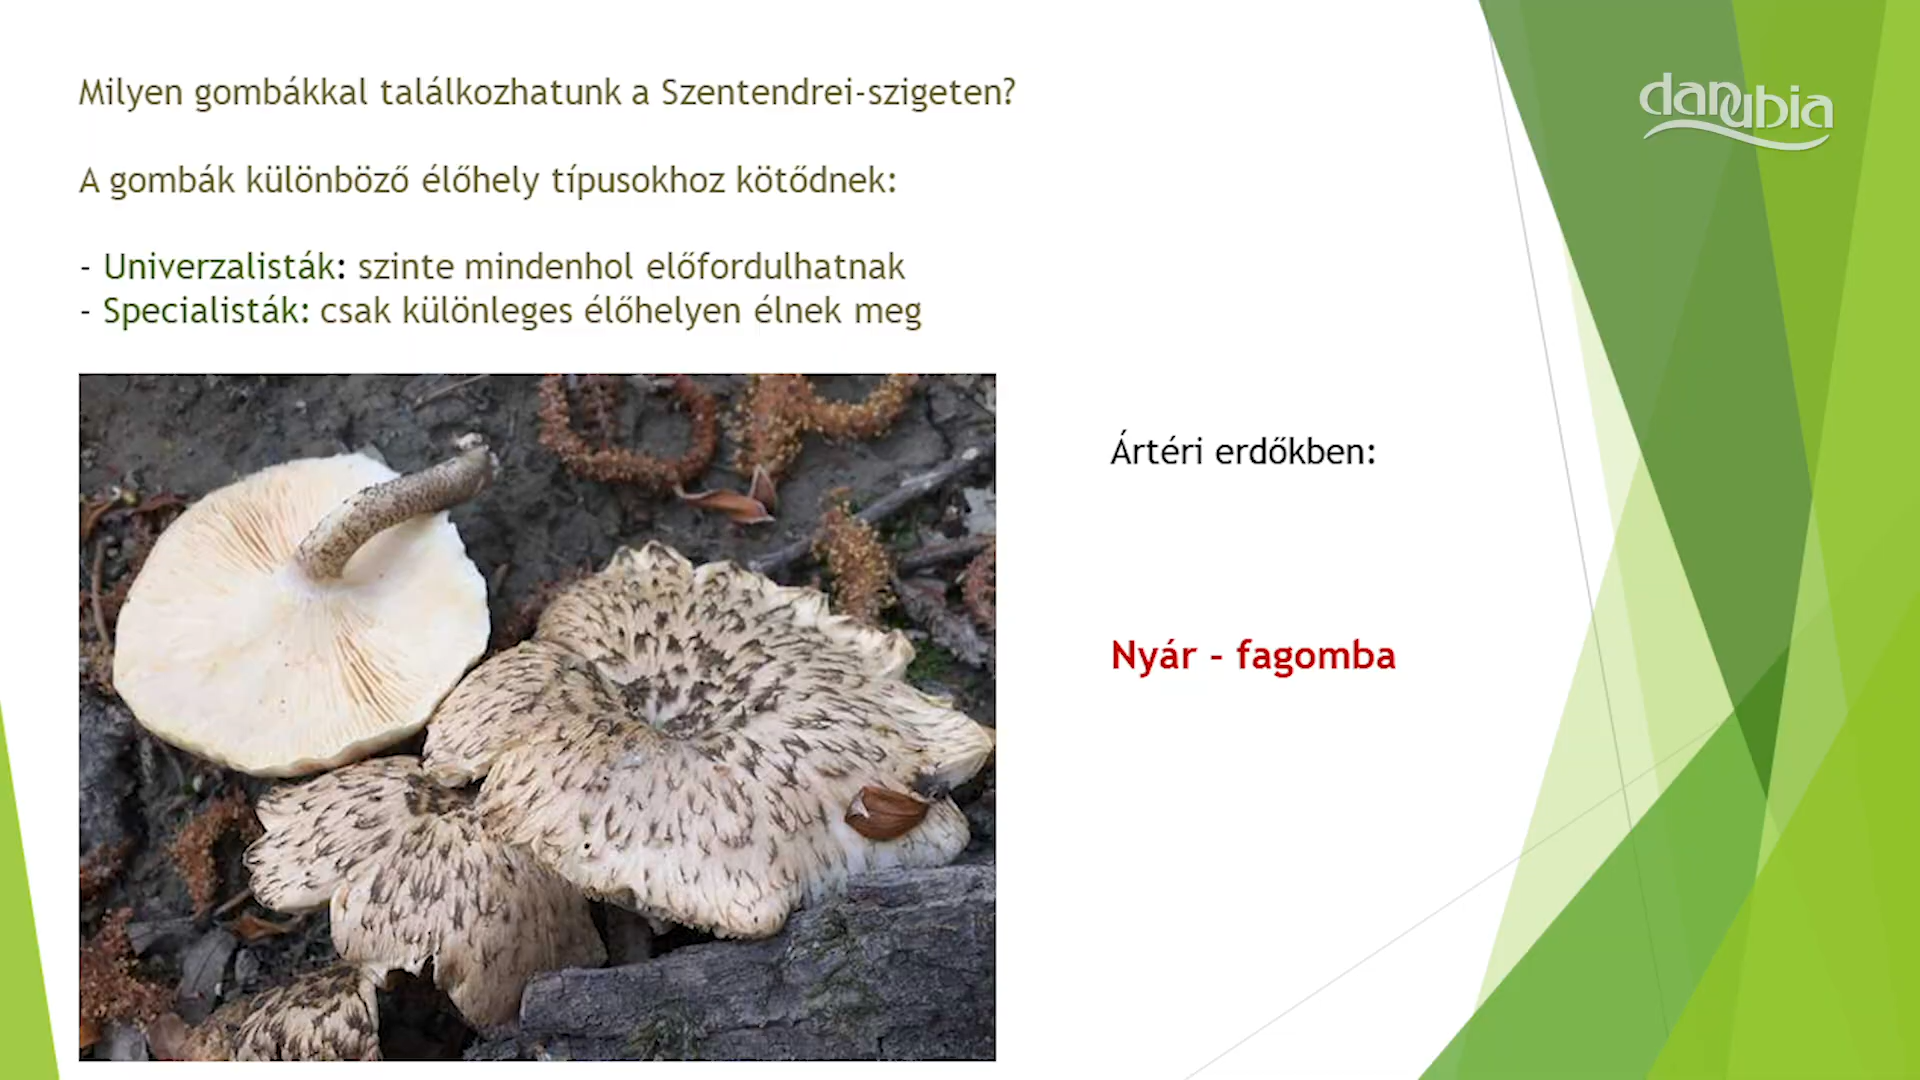 Milyen gombákkal találkozhatunk a Szentendrei-szigeten?
A gombák különböző élőhely típusokhoz kötődnek:
- Univerzalisták: szinte mindenhol előfordulhatnak
- Specialisták: csak különleges élőhelyen élnek meg
Ártéri erdőkben:
Nyár - fagomba
danubia